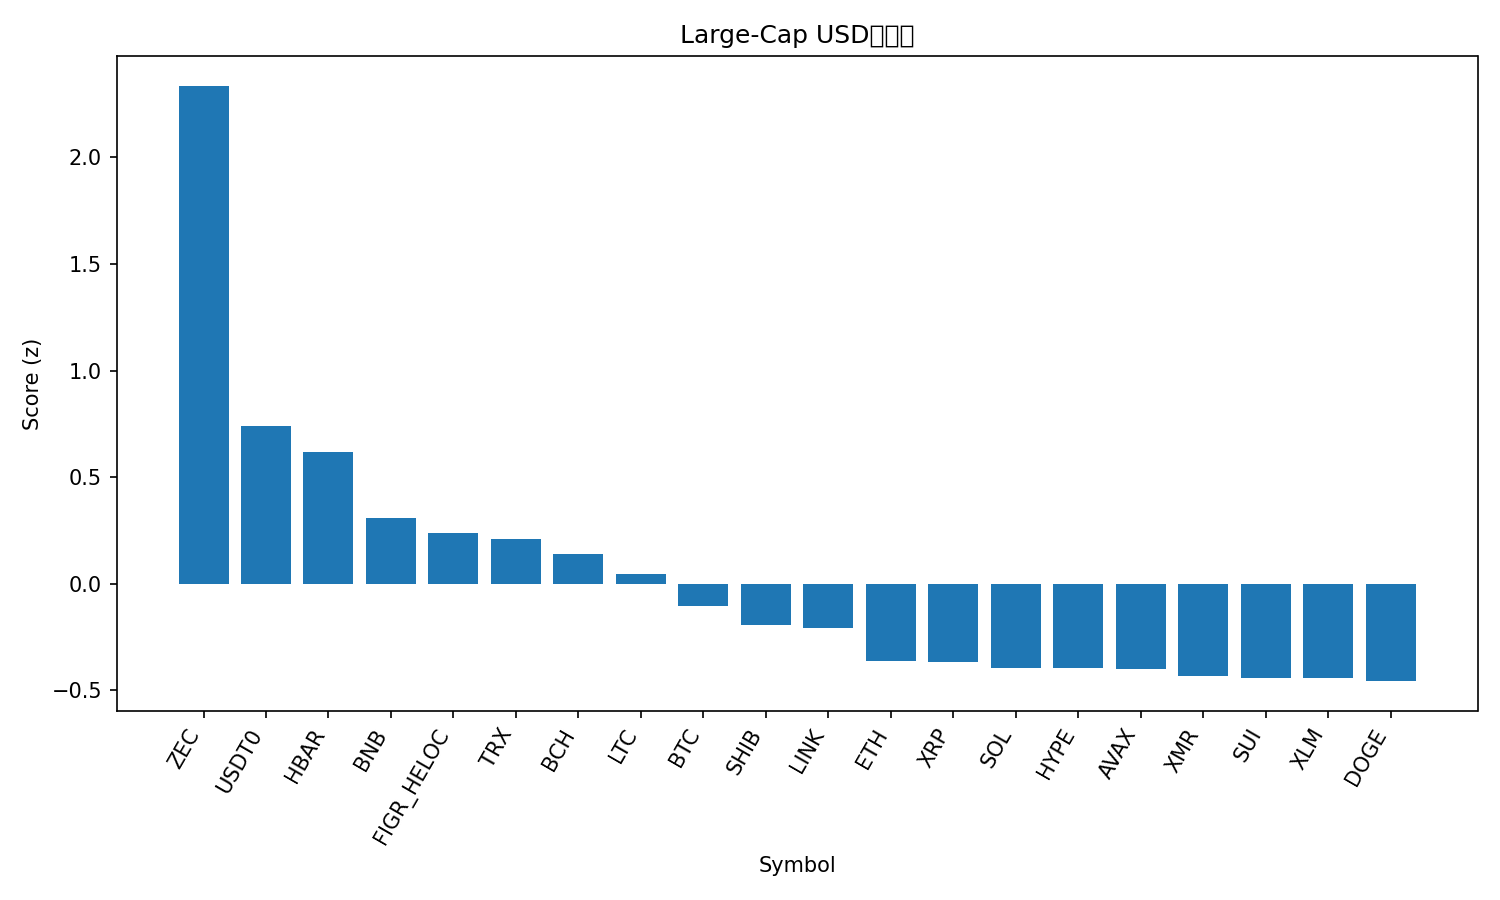 Large-Cap USD
Score (z)
2.0
1.5
1.0
0.5
0.0
−0.5
ZEC
USDT0
HBAR
BNB
FIGR_HELOC
TRX
BCH
LTC
BTC
SHIB
LINK
ETH
XRP
SOL
HYPE
AVAX
XMR
SUI
XLM
DOGE
Symbol